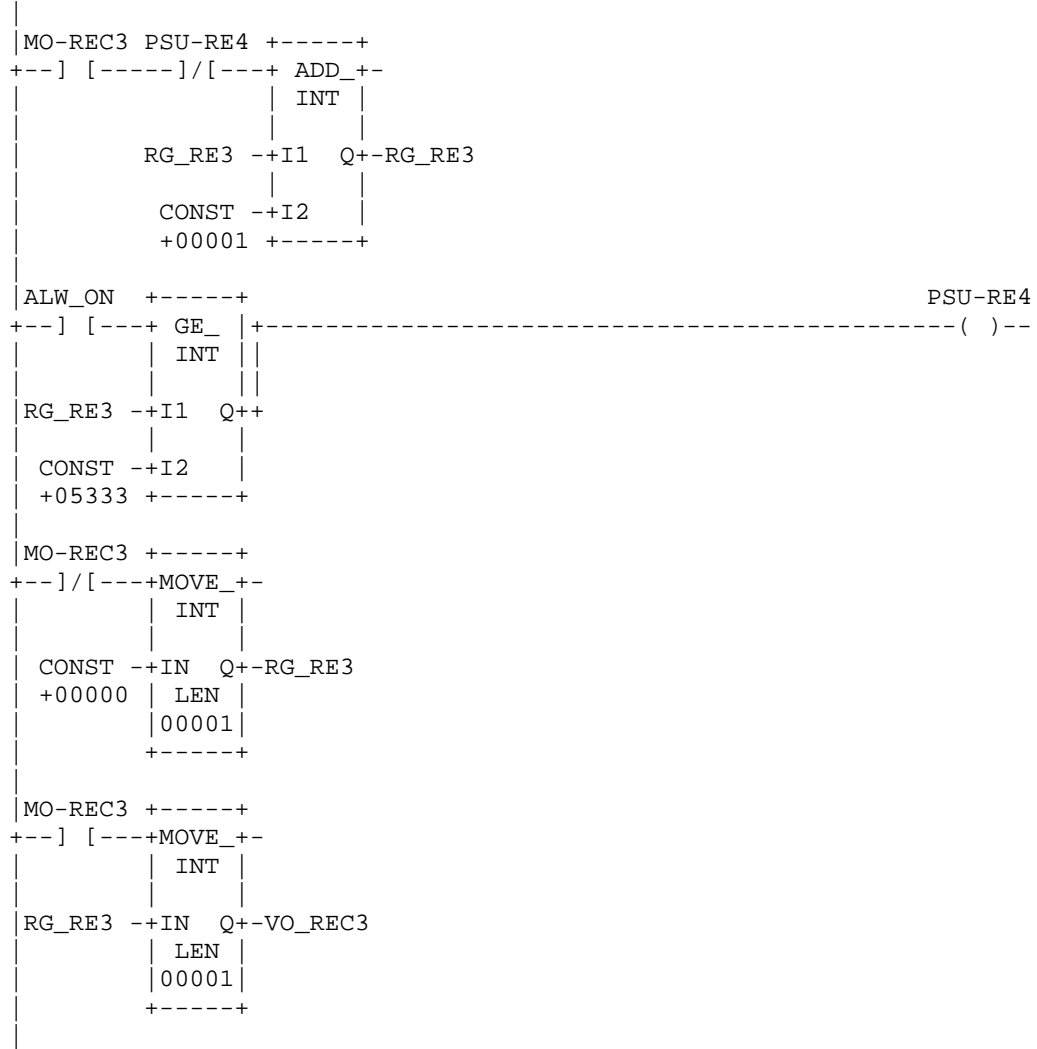 |
|MO-REC3 PSU-RE4 +-----+
+--] [-----]/[---+ ADD_+-
|                | INT |
|                |     |
|        RG_RE3 -+I1  Q+-RG_RE3
|                |     |
|         CONST -+I2   |
|         +00001 +-----+
|
|ALW_ON  +-----+                                            PSU-RE4
+--] [---+ GE_ |+---------------------------------------------( )--
|        | INT ||
|        |     ||
|RG_RE3 -+I1  Q++
|        |     |
| CONST -+I2   |
| +05333 +-----+
|
|MO-REC3 +-----+
+--]/[---+MOVE_+-
|        | INT |
|        |     |
| CONST -+IN  Q+-RG_RE3
| +00000 | LEN |
|        |00001|
|        +-----+
|
|MO-REC3 +-----+
+--] [---+MOVE_+-
|        | INT |
|        |     |
|RG_RE3 -+IN  Q+-VO_REC3
|        | LEN |
|        |00001|
|        +-----+
|